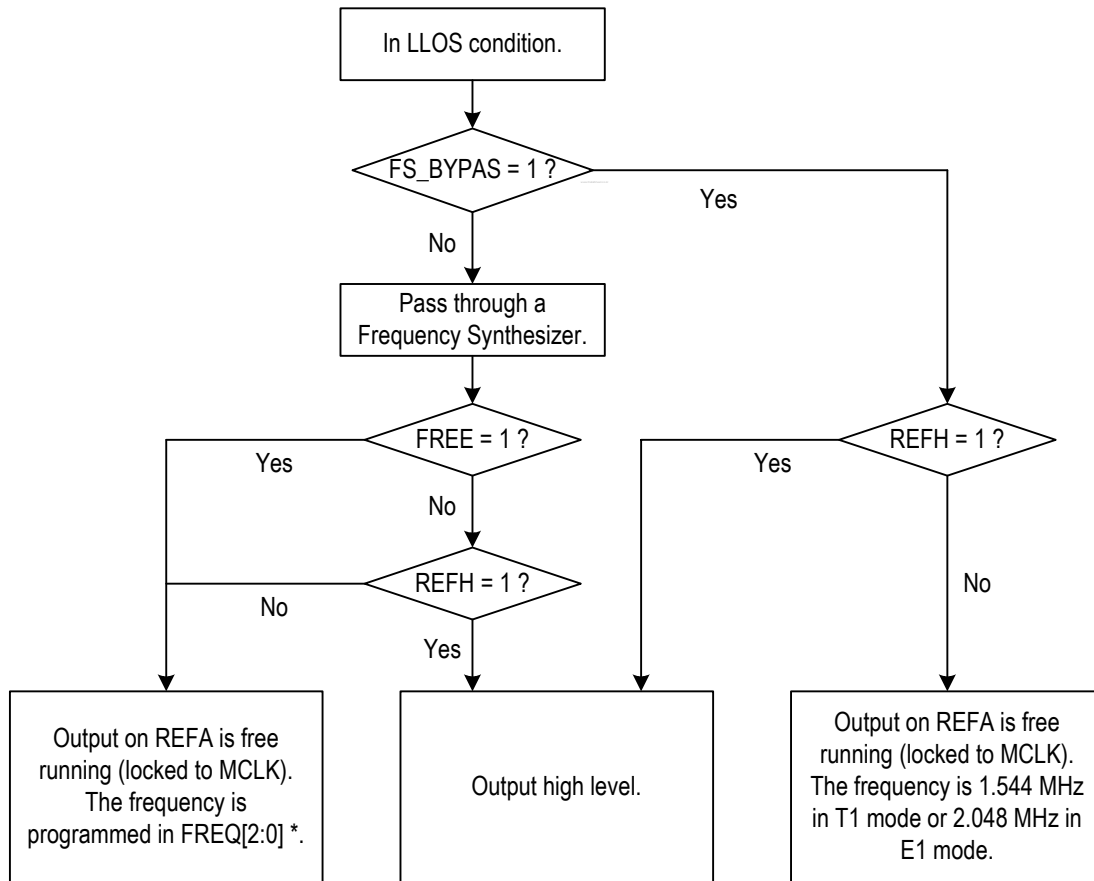 In LLOS condition.
FS_BYPAS = 1 ?
Yes
No
Pass through a
Frequency Synthesizer.
FREE = 1 ?
REFH = 1 ?
Yes
Yes
No
REFH = 1 ?
No
No
Yes
Output on REFA is free
running (locked to MCLK).
The frequency is
programmed in FREQ[2:0] *.
Output high level.
Output on REFA is free
running (locked to MCLK).
The frequency is 1.544 MHz
in T1 mode or 2.048 MHz in
E1 mode.